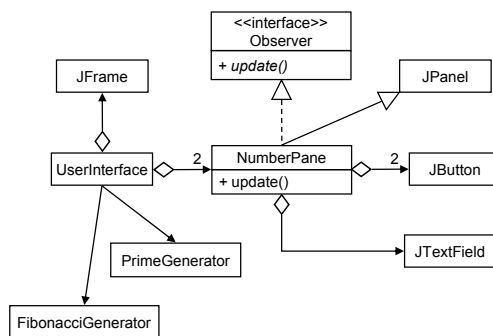 <<interface>>
Observer
+ update()
JFrame
JPanel
UserInterface
2
NumberPane
+ update()
2
JButton
PrimeGenerator
JTextField
FibonacciGenerator